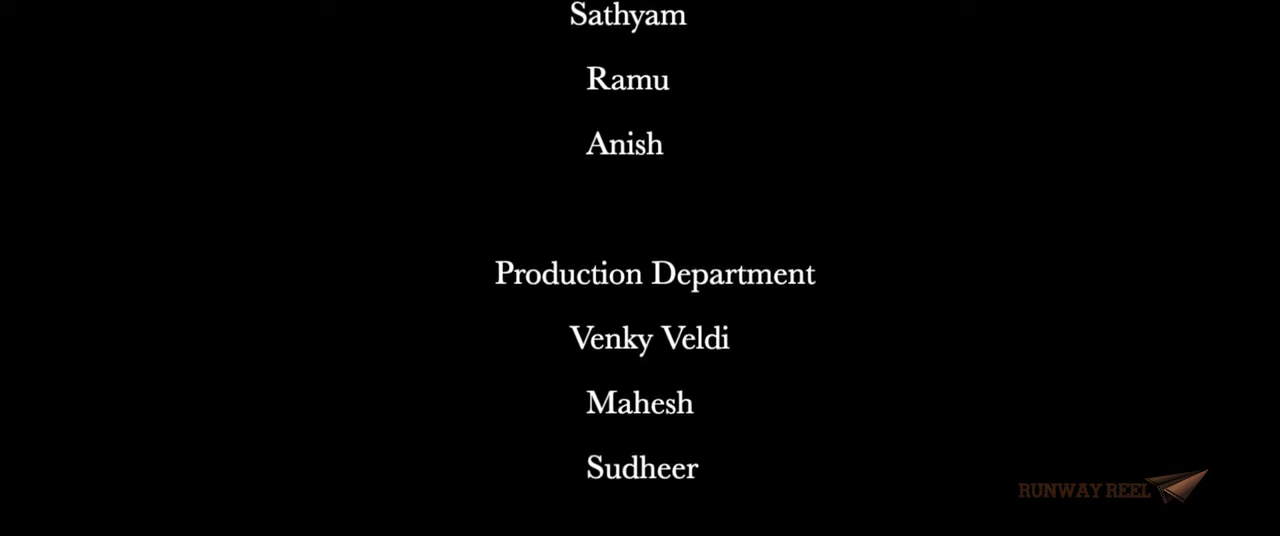 Sathyam
Ramu
Anish
Production Department
Venky Veldi
Mahesh
Sudheer
RUNWAY REEL